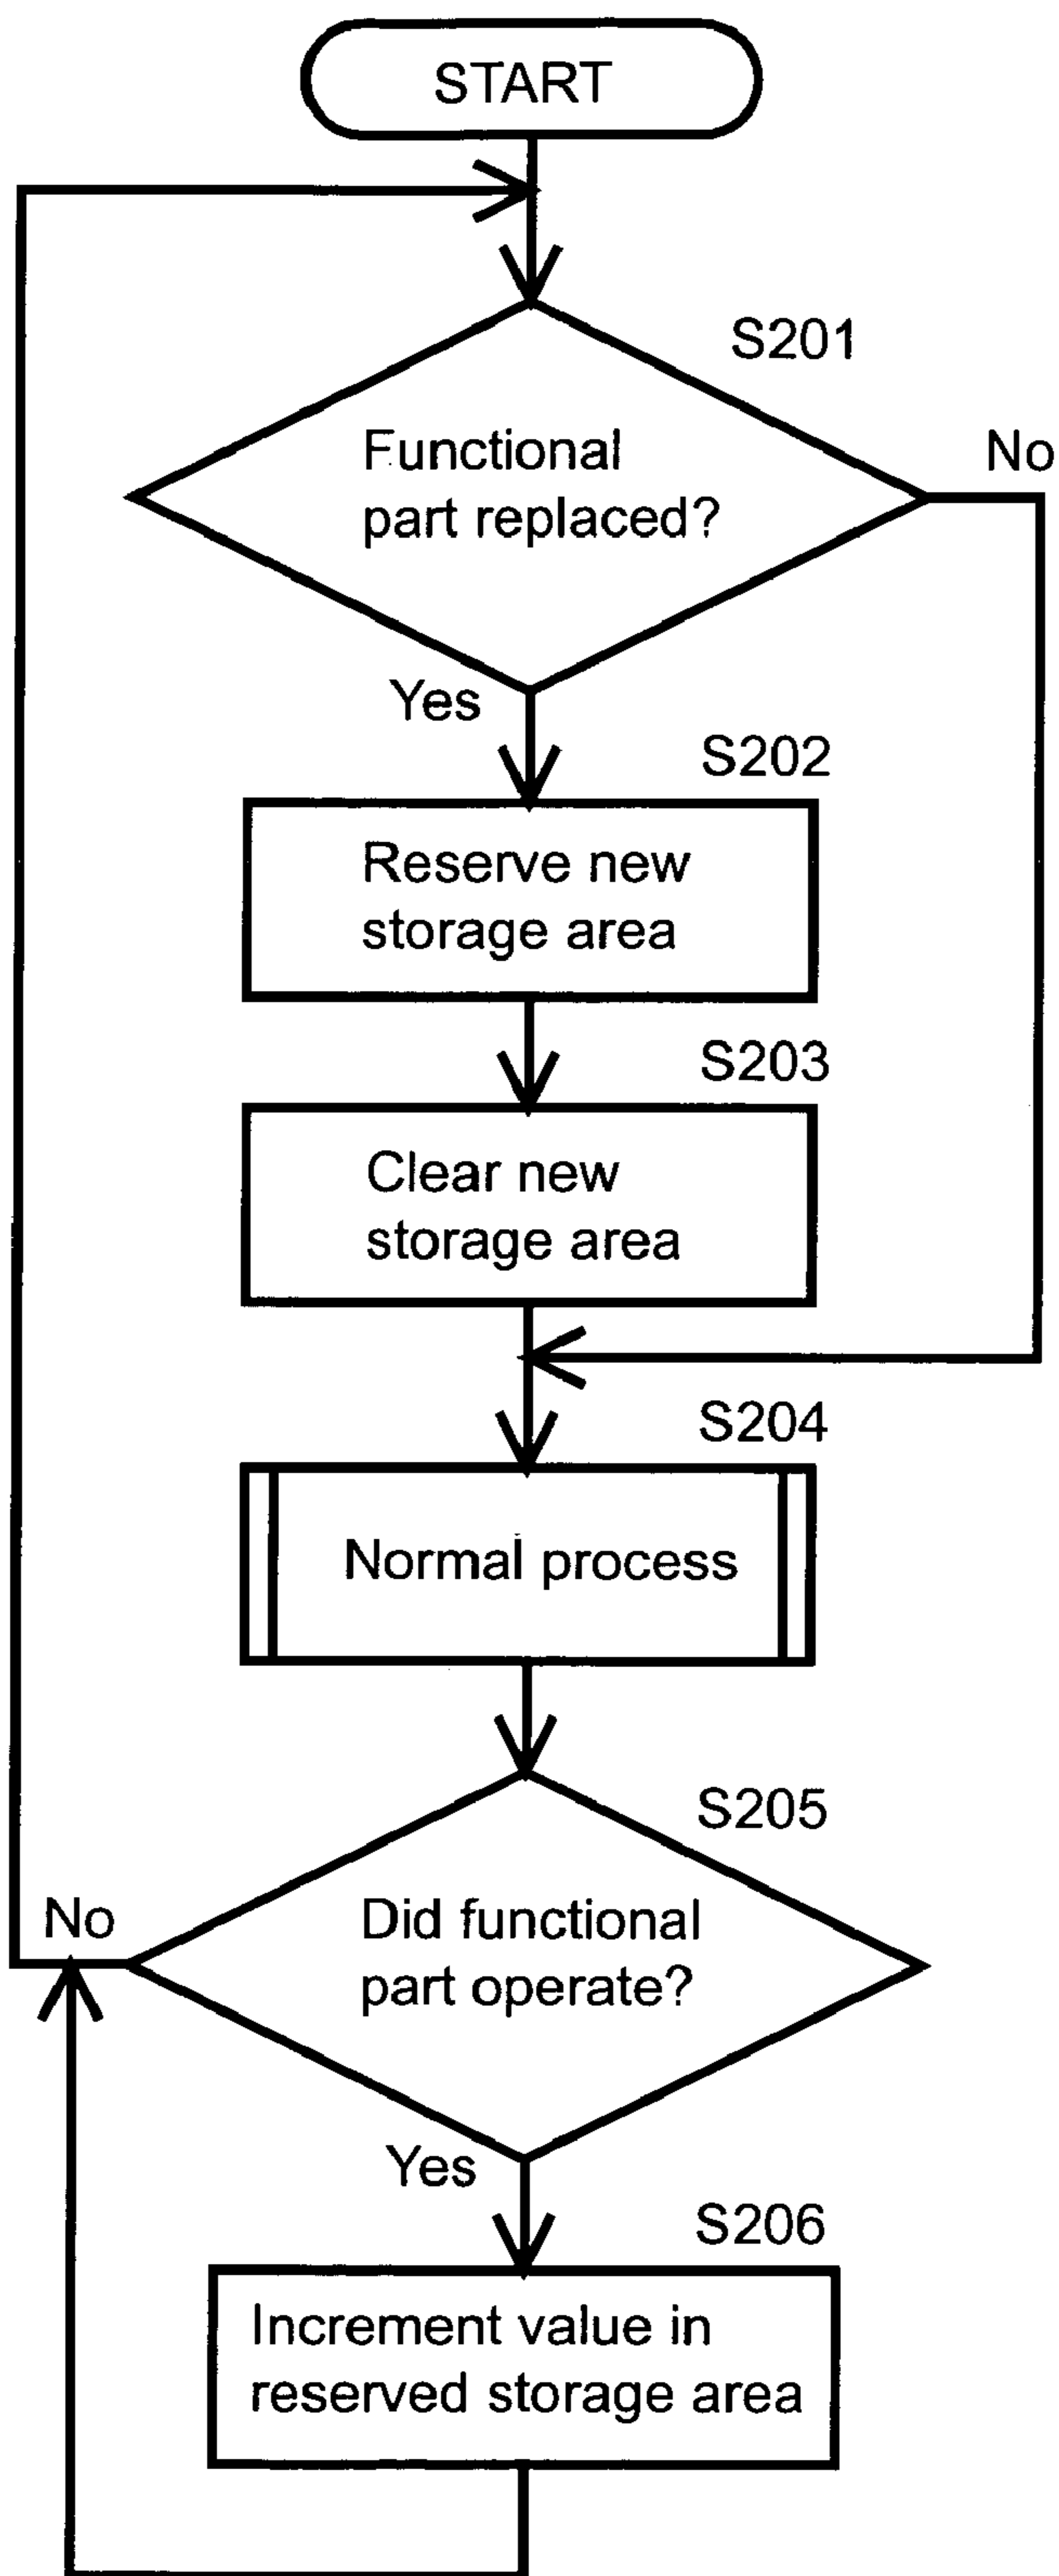 START
S201
Functional
part replaced?
No
Yes
S202
Reserve new
storage area
S203
Clear new
storage area
S204
Normal process
S205
No
Did functional
part operate?
Yes
S206
Increment value in
reserved storage area